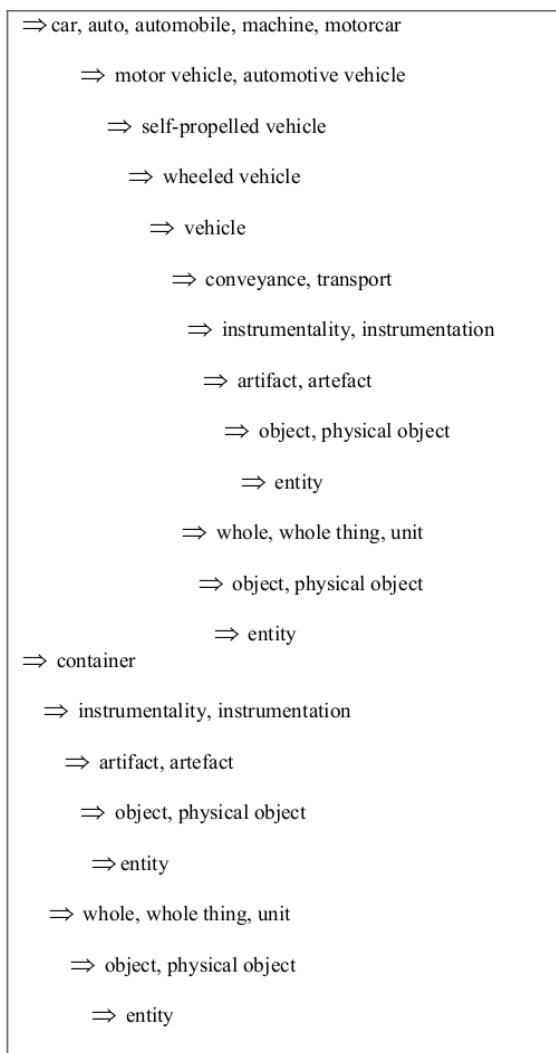 ⇒ car, auto, automobile, machine, motorcar
⇒ motor vehicle, automotive vehicle
⇒ self-propelled vehicle
⇒ wheeled vehicle
⇒ vehicle
⇒ conveyance, transport
⇒ instrumentality, instrumentation
⇒ artifact, artefact
⇒ object, physical object
⇒ entity
⇒ whole, whole thing, unit
⇒ object, physical object
⇒ entity
⇒ container
⇒ instrumentality, instrumentation
⇒ artifact, artefact
⇒ object, physical object
⇒ entity
⇒ whole, whole thing, unit
⇒ object, physical object
⇒ entity